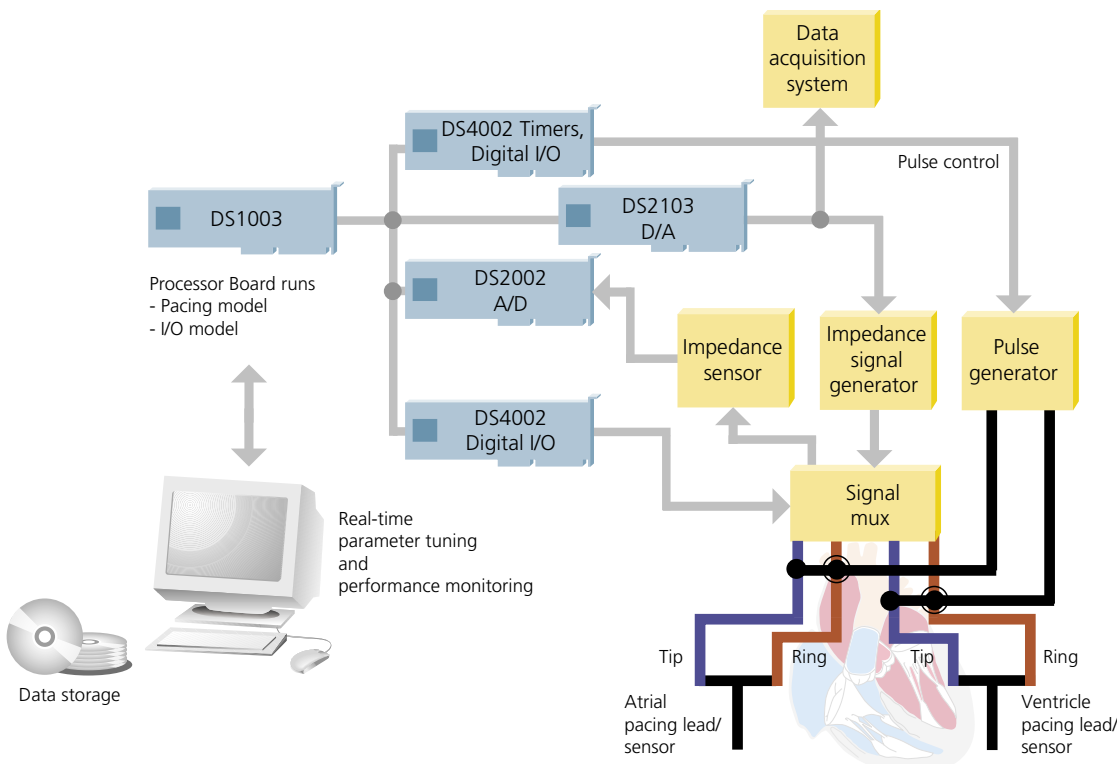 Data
acquisition
system
DS4002 Timers,
Digital I/O
Pulse control
DS1003
DS2103
D/A
Processor Board runs
- Pacing model
- I/O model
DS2002
A/D
Impedance
sensor
Impedance
signal
generator
Pulse
generator
DS4002
Digital I/O
Signal
mux
Real-time
parameter tuning
and
performance monitoring
Data storage
Tip
Ring
Tip
Ring
Atrial
pacing lead/
sensor
Ventricle
pacing lead/
sensor